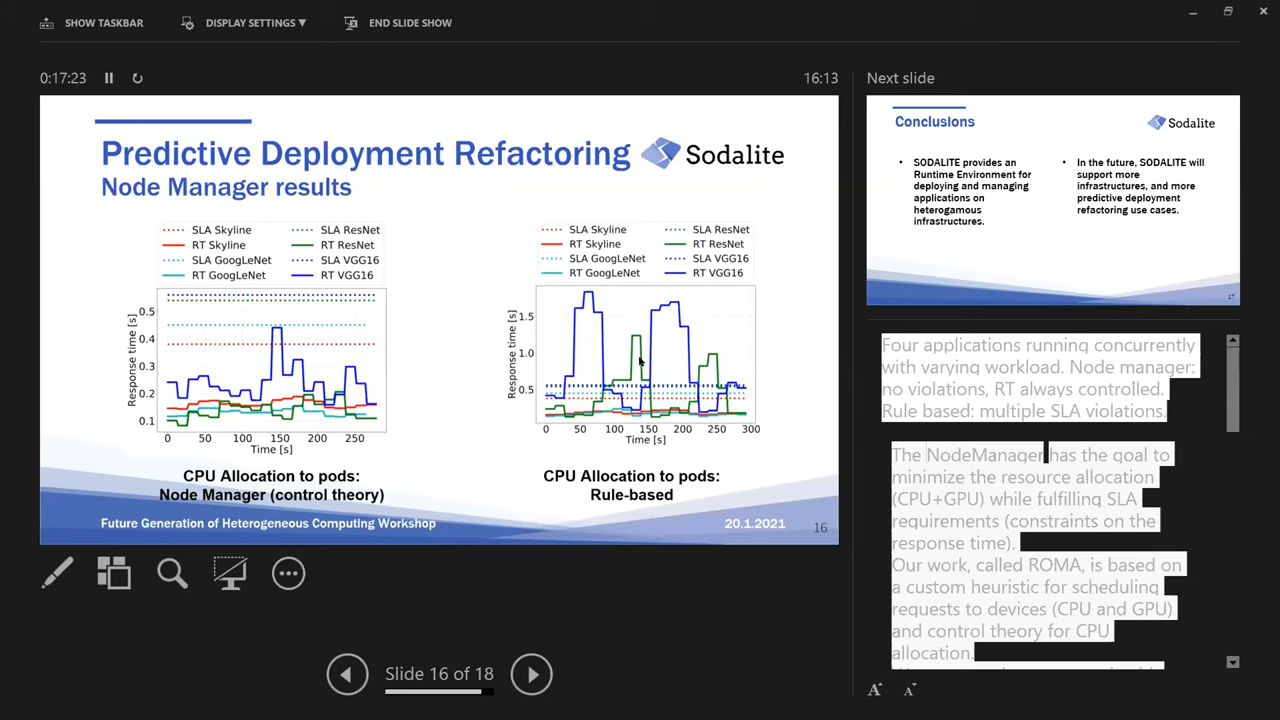 SHOW TASKBAR
DISPLAY SETTINGS ▼
END SLIDE SHOW
0:17:23
16:13
Next slide
Predictive Deployment Refactoring
Sodalite
Node Manager results
SLA Skyline
SLA ResNet
RT Skyline
RT ResNet
SLA GoogLeNet
SLA VGG16
RT GoogLeNet
RT VGG16
Response time [s]
0.5
0.4
0.3
0.2
0.1
0 50 100 150 200 250
Time [s]
CPU Allocation to pods:
Node Manager (control theory)
SLA Skyline
SLA ResNet
RT Skyline
RT ResNet
SLA GoogLeNet
SLA VGG16
RT GoogLeNet
RT VGG16
Response time [s]
1.5
1.0
0.5
0 50 100 150 200 250 300
Time [s]
CPU Allocation to pods:
Rule-based
Future Generation of Heterogeneous Computing Workshop
20.1.2021
16
Slide 16 of 18
Conclusions
Sodalite
• SODALITE provides an
Runtime Environment for
deploying and managing
applications on
heterogamous
infrastructures.
• In the future, SODALITE will
support more
infrastructures, and more
predictive deployment
refactoring use cases.
17
Four applications running concurrently
with varying workload. Node manager:
no violations, RT always controlled.
Rule based: multiple SLA violations.
The NodeManager has the goal to
minimize the resource allocation
(CPU+GPU) while fulfilling SLA
requirements (constraints on the
response time).
Our work, called ROMA, is based on
a custom heuristic for scheduling
requests to devices (CPU and GPU)
and control theory for CPU
allocation.
A
A